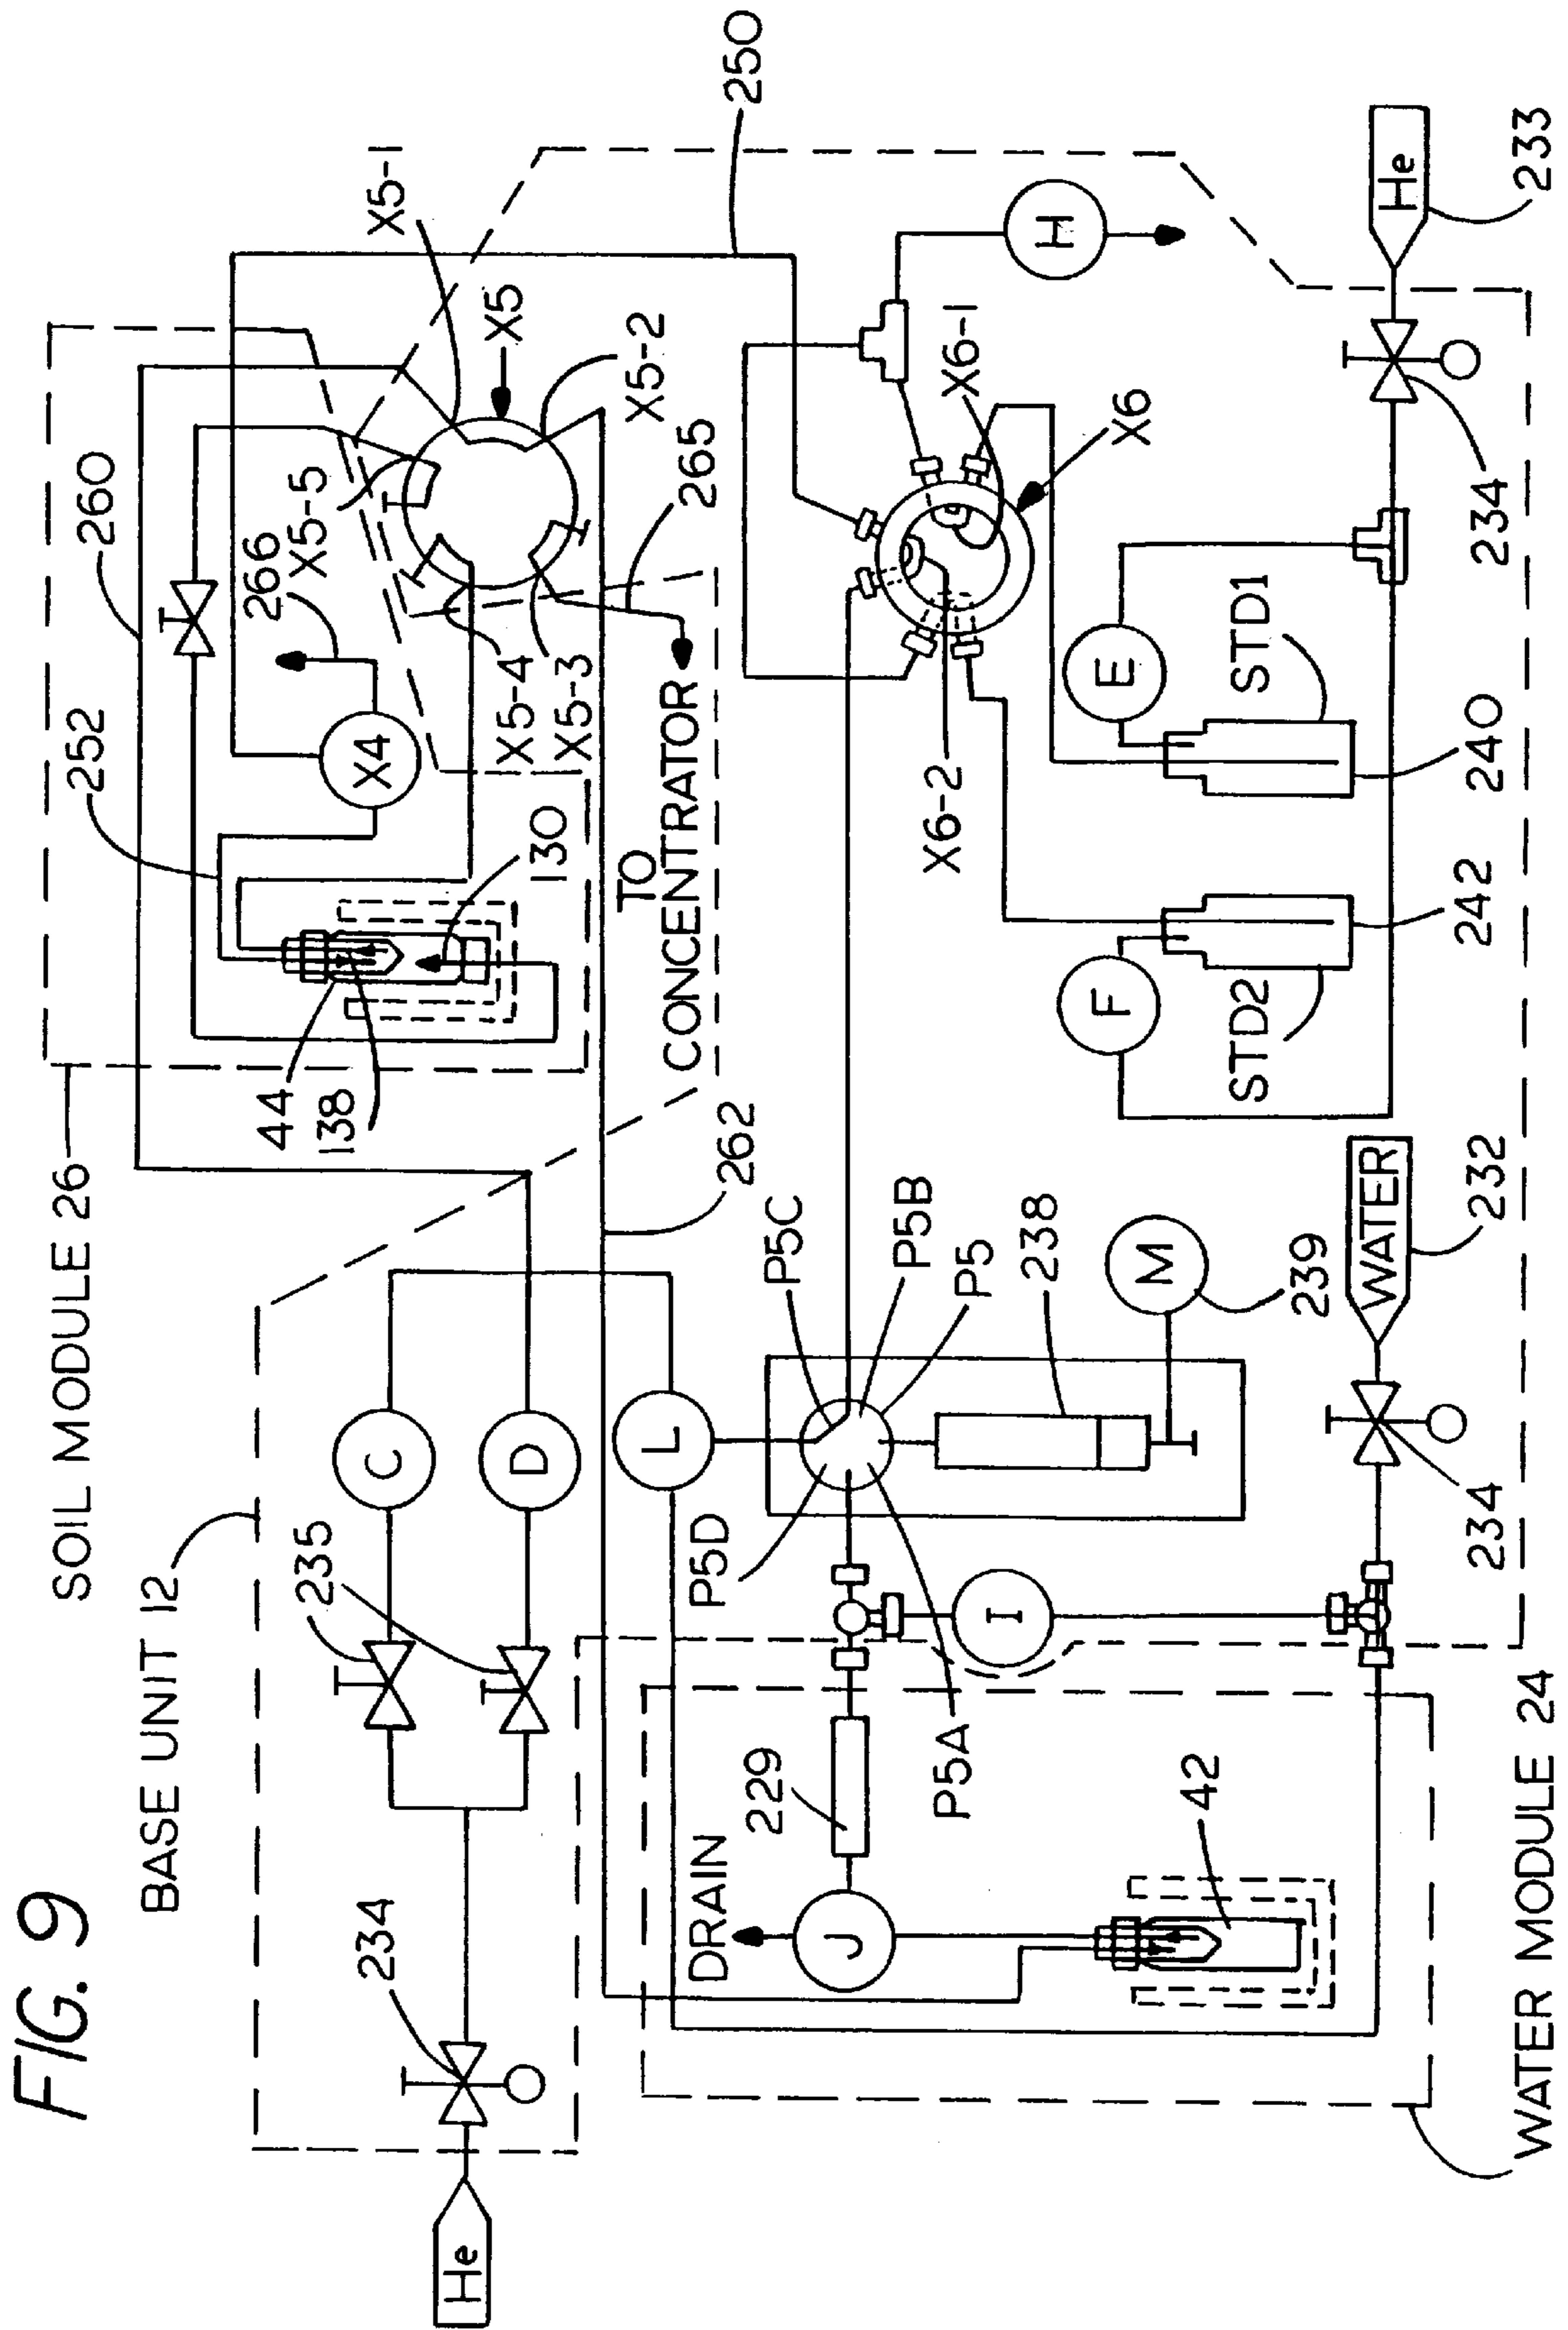 FIG. 9
SOIL MODULE 26
BASE UNIT 12
234
He
235
C
D
L
44
138
252
130
260
X4
266
X5-5
X5-4
X5-3
X5-1
X5
X5-2
265
250
TO
CONCENTRATOR
262
DRAIN
229
J
42
P5D
P5A
I
P5C
P5B
P5
238
M
239
WATER
232
234
X6-2
X6-1
X6
H
E
F
STD1
STD2
240
242
234
He
233
WATER MODULE 24